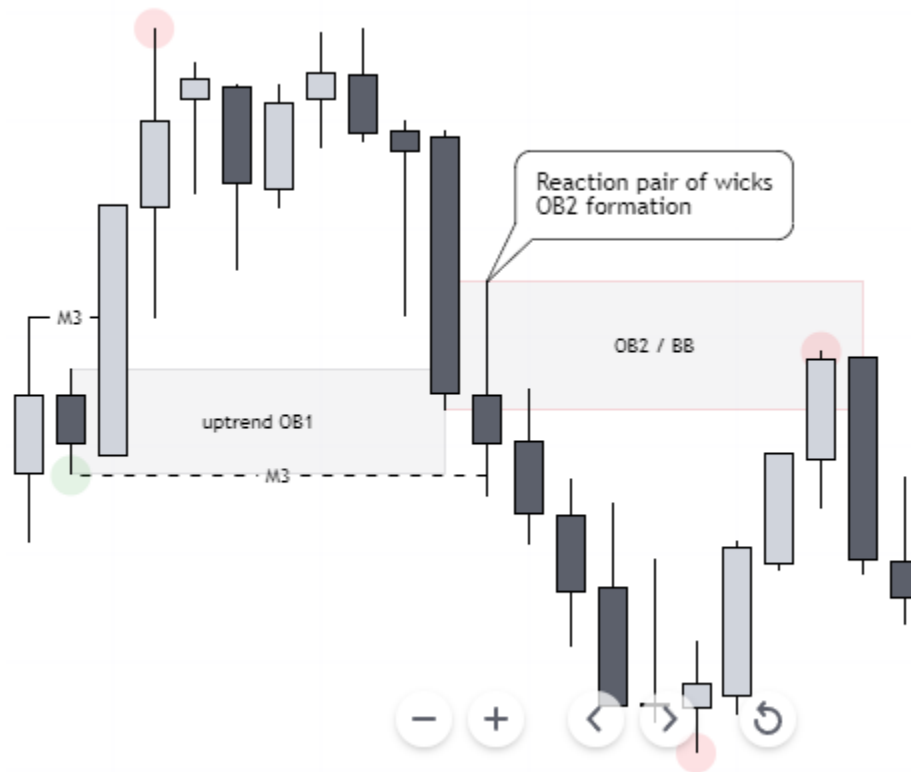 Reaction pair of wicks
OB2 formation
M3
OB2 / BB
uptrend OB1
M3